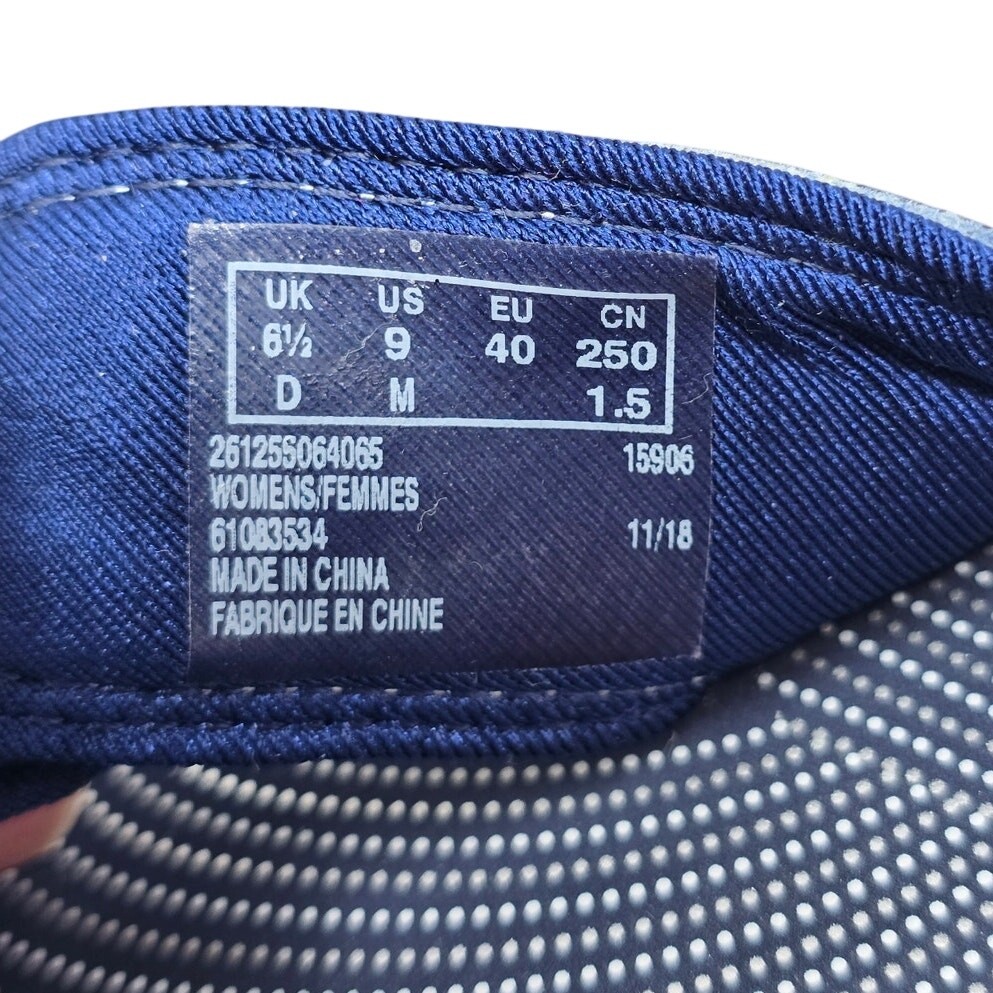 UK US EU CN
6½ 9 40 250
D M 1.5
261255064065 15906
WOMENS/FEMMES
61083534 11/18
MADE IN CHINA
FABRIQUE EN CHINE